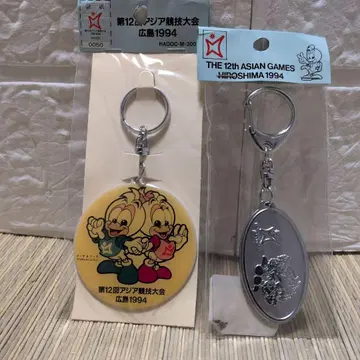 第12回アジア競技大会
広島1994
0050
THE 12th ASIAN GAMES
HIROSHIMA 1994
第12回アジア競技大会
広島1994